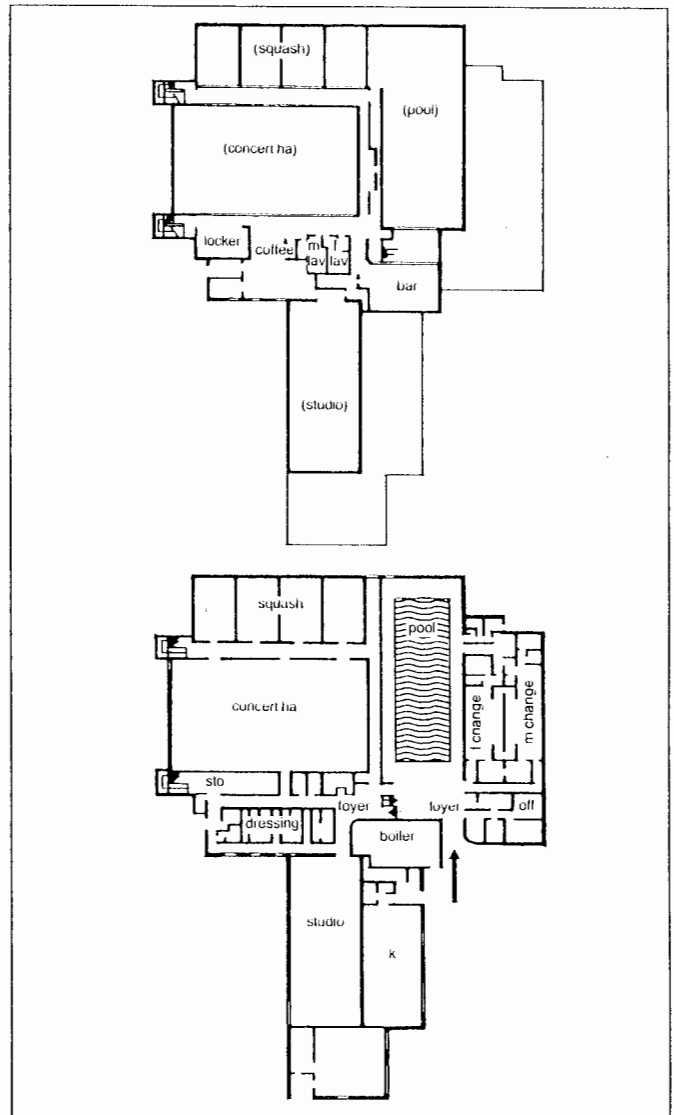 (squash)
(pool)
(concert ha)
locker
coffee
m
lav
f
lav
bar
(studio)
squash
pool
concert ha
f change
m change
sto
foyer
foyer
off
dressing
boiler
studio
k